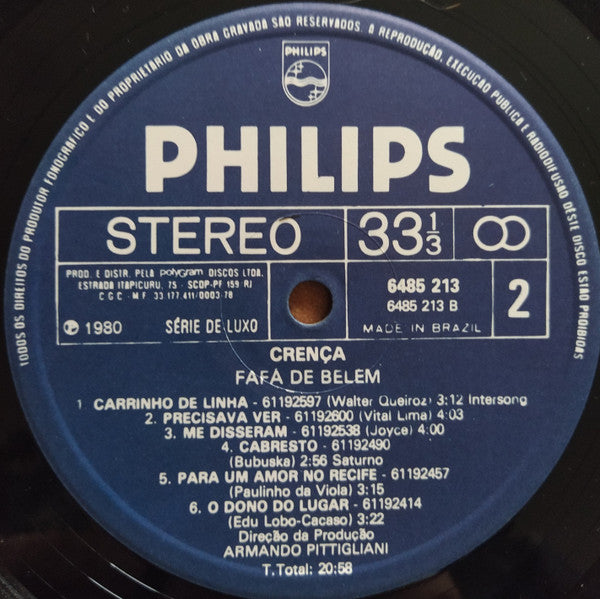 TODOS OS DIREITOS DO PRODUTOR FONOGRÁFICO E DO PROPRIETÁRIO DA OBRA GRAVADA SÃO RESERVADOS. A REPRODUÇÃO, EXECUÇÃO PÚBLICA E RADIODIFUSÃO DESTE DISCO ESTÃO PROIBIDAS
PHILIPS
PHILIPS
STEREO 33 1/3
PROD. E DISTR. PELA polygram DISCOS LTDA.
ESTRADA ITAPICURU, 75 - SCDP-PF 159 RJ
C G C - M F 33.177.411/0003-78
6485 213
6485 213 B
2
℗ 1980 SÉRIE DE LUXO
MADE IN BRAZIL
CRENÇA
FAFÁ DE BELÉM
1 CARRINHO DE LINHA - 61192597 (Walter Queiroz) 3:12 Intersong
2. PRECISAVA VER - 61192600 (Vital Lima) 4:03
3. ME DISSERAM - 61192538 (Joyce) 4:00
4. CABRESTO - 61192490
(Bubuska) 2:56 Saturno
5. PARA UM AMOR NO RECIFE - 61192457
(Paulinho da Viola) 3:15
6. O DONO DO LUGAR - 61192414
(Edu Lobo-Cacaso) 3:22
Direção da Produção
ARMANDO PITTIGLIANI
T.Total: 20:58